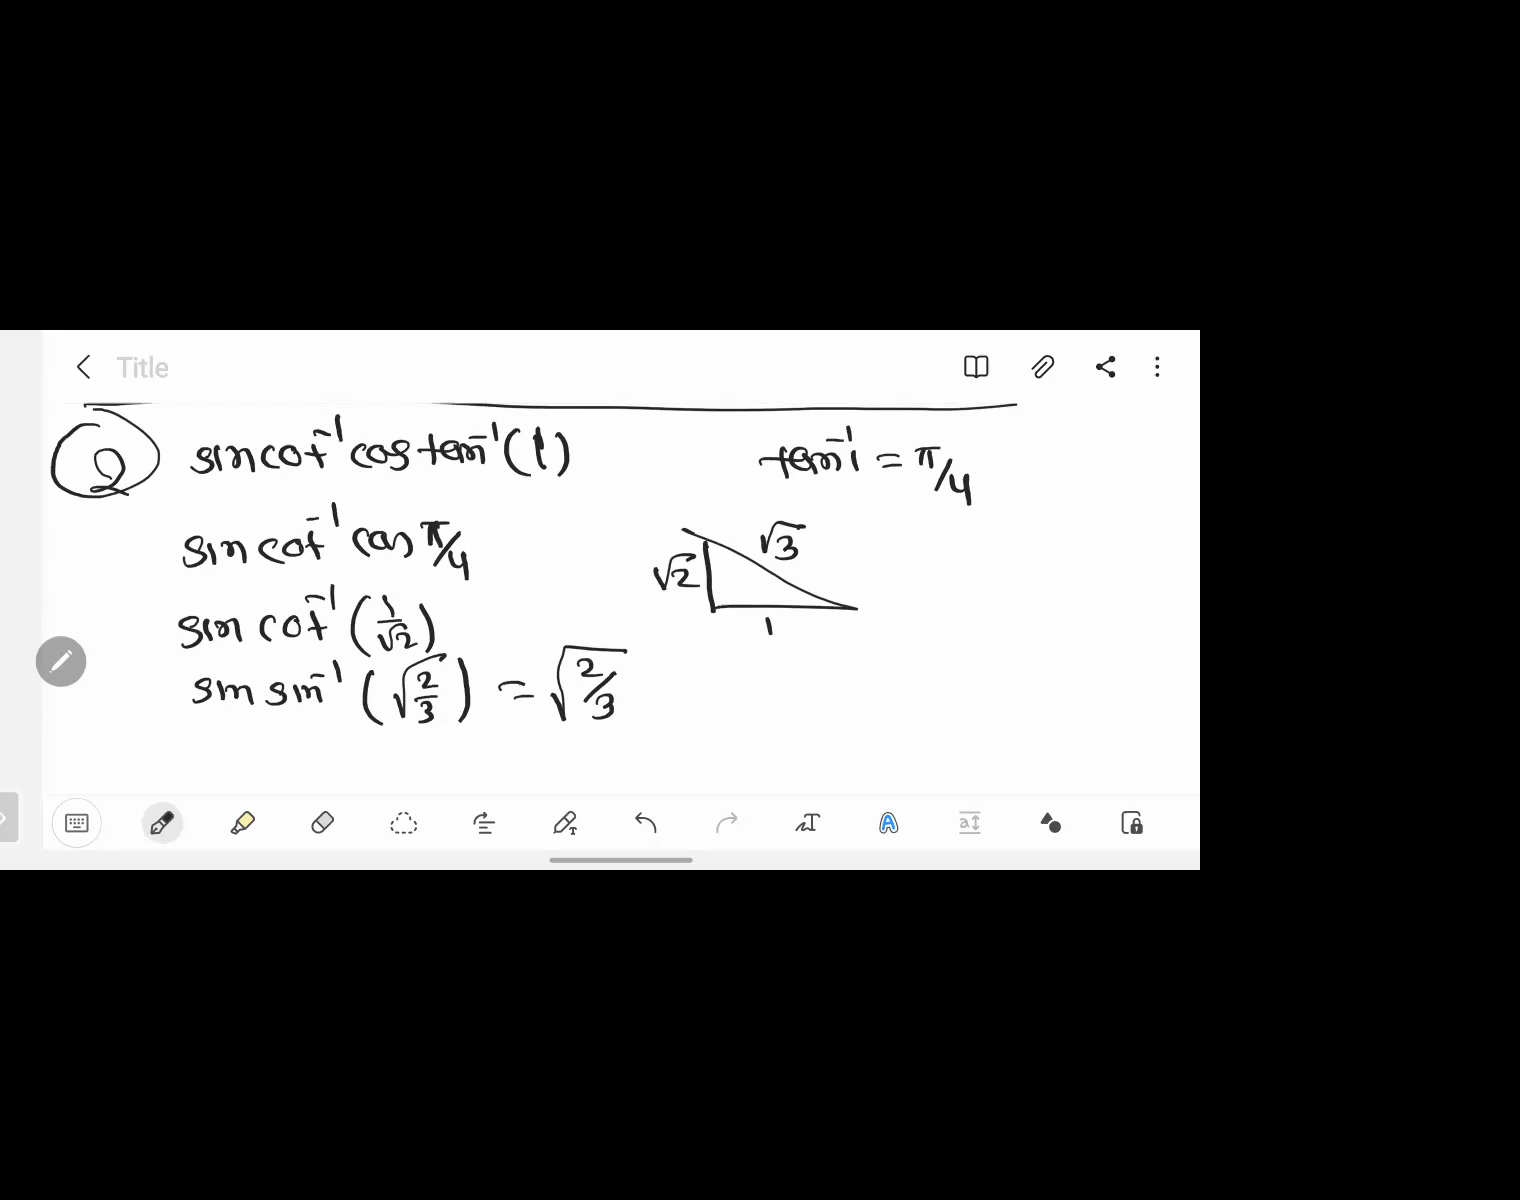 Title
② sin cot⁻¹ cos tan⁻¹(1) tan⁻¹1 = π/4
sin cot⁻¹ cos π/4
√3
√2
1
sin cot⁻¹ (1/√2)
sin sin⁻¹ (√(2/3)) = √(2/3)